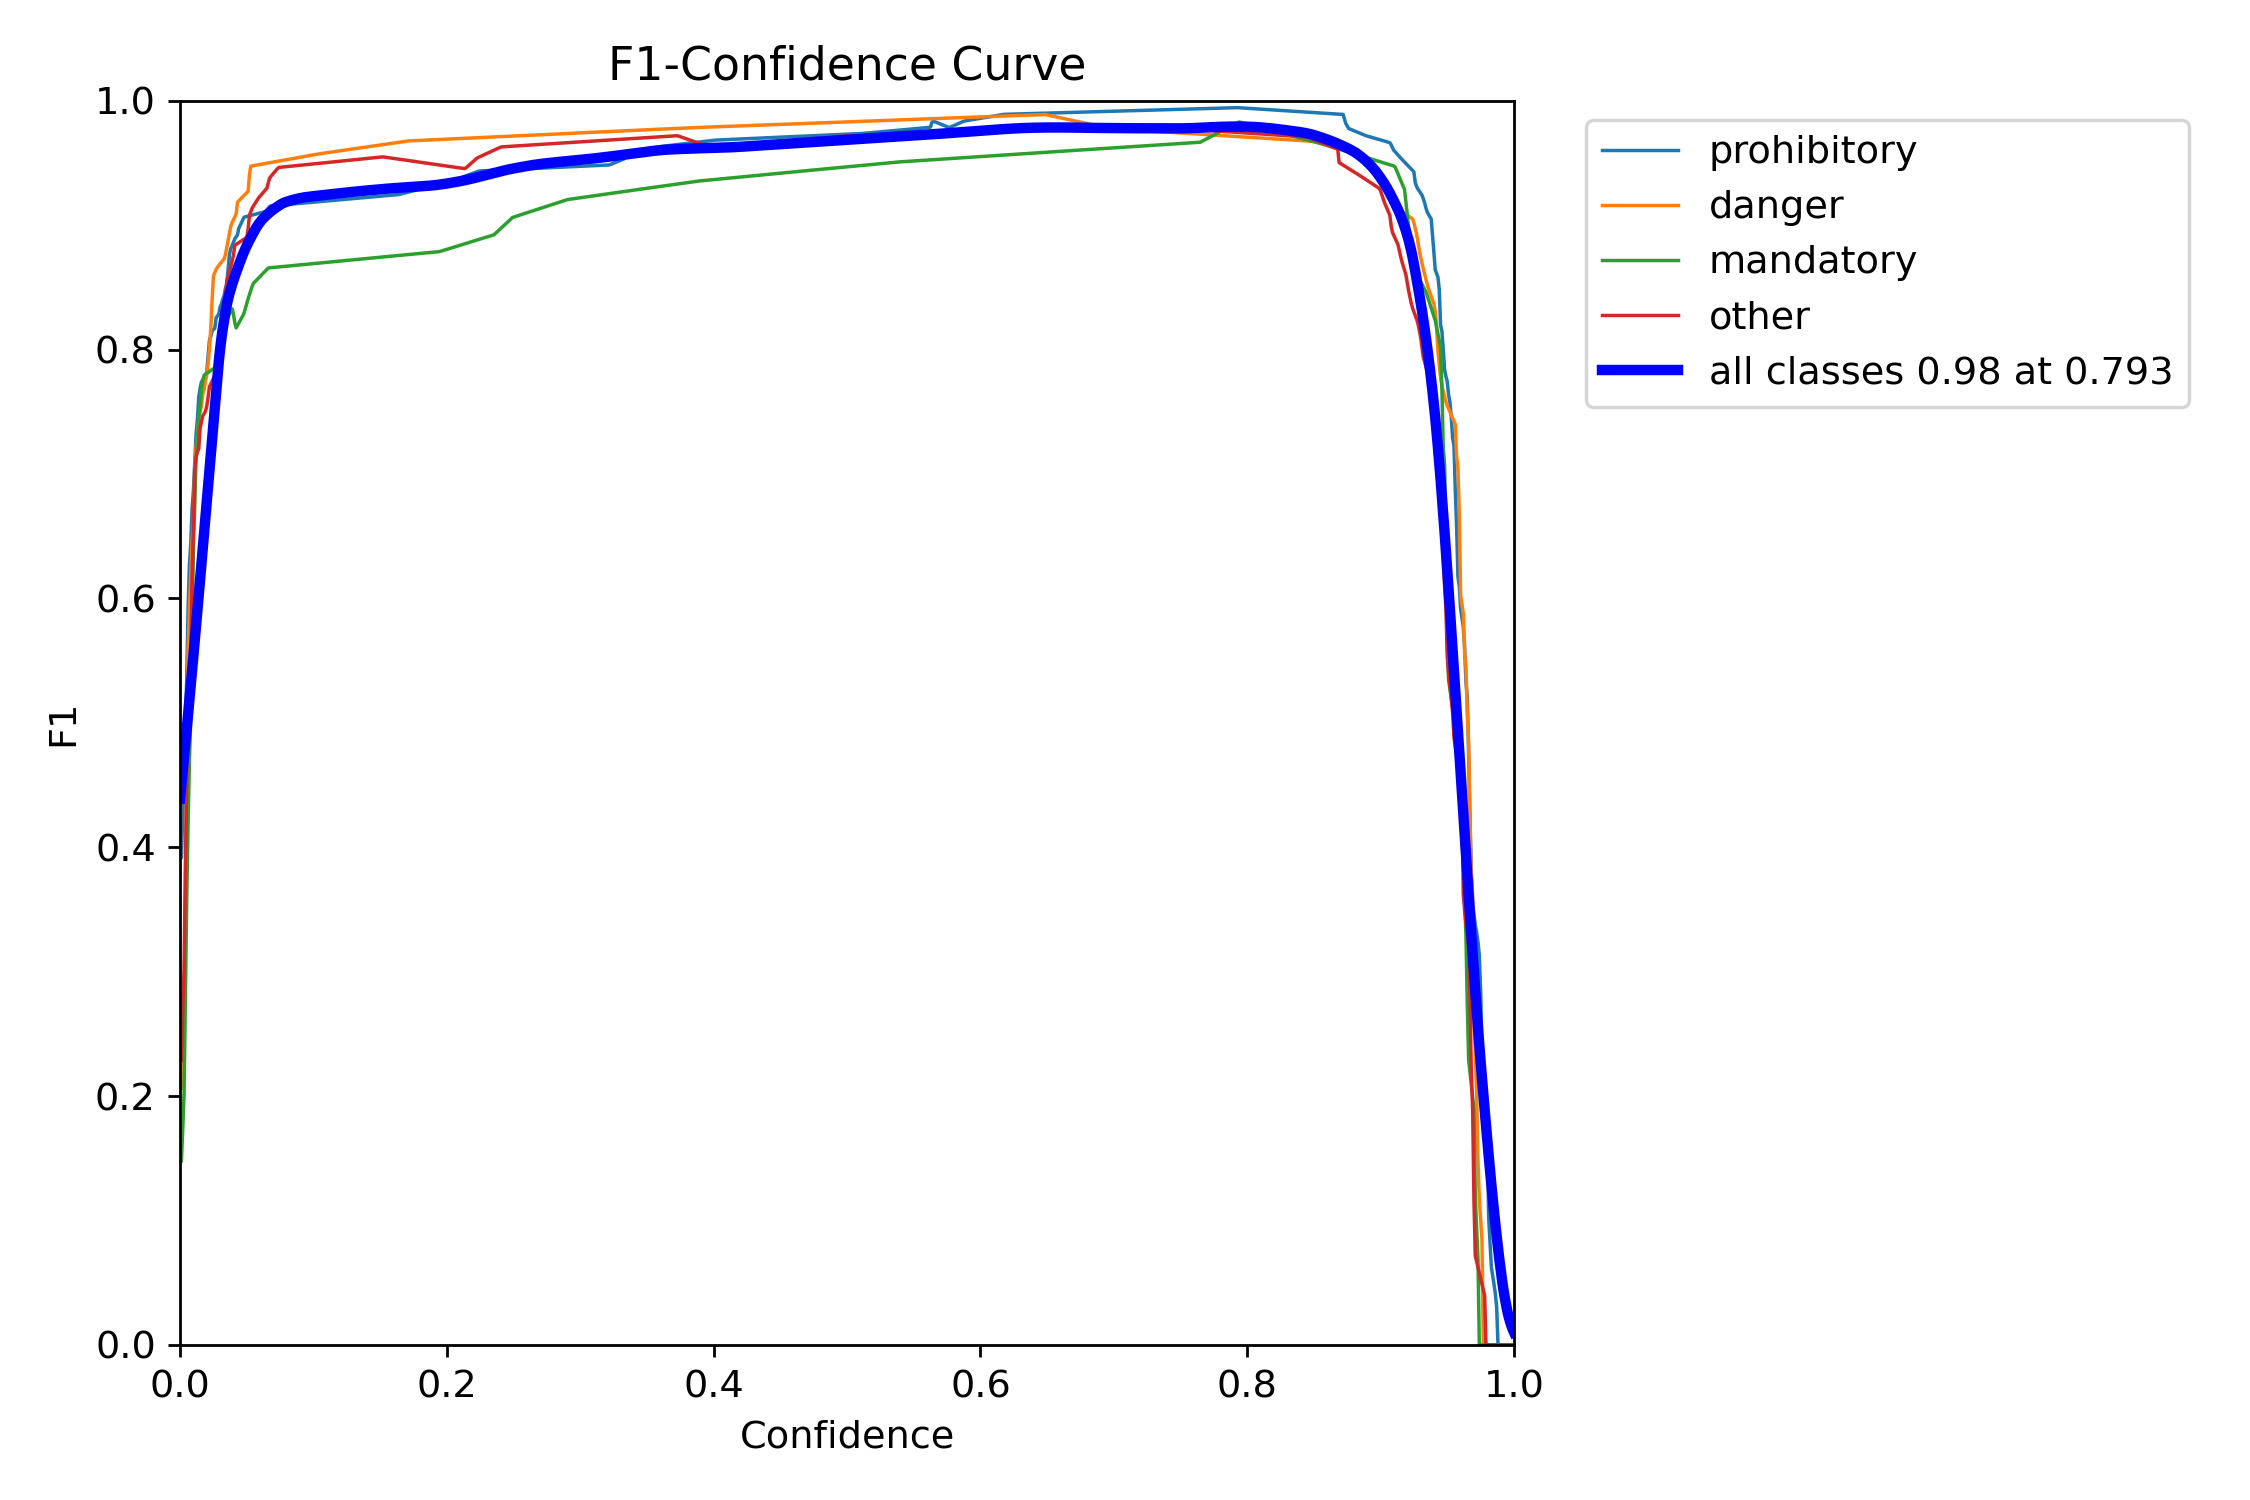 F1-Confidence Curve
1.0
0.8
0.6
0.4
0.2
0.0
F1
0.0 0.2 0.4 0.6 0.8 1.0
Confidence
prohibitory
danger
mandatory
other
all classes 0.98 at 0.793